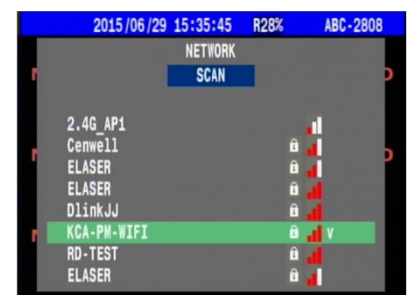 2015/06/29 15:35:45 R28% ABC-2808
NETWORK
SCAN
2.4G_AP1
Cenwell
ELASER
ELASER
DlinkJJ
KCA-PM-WIFI V
RD-TEST
ELASER